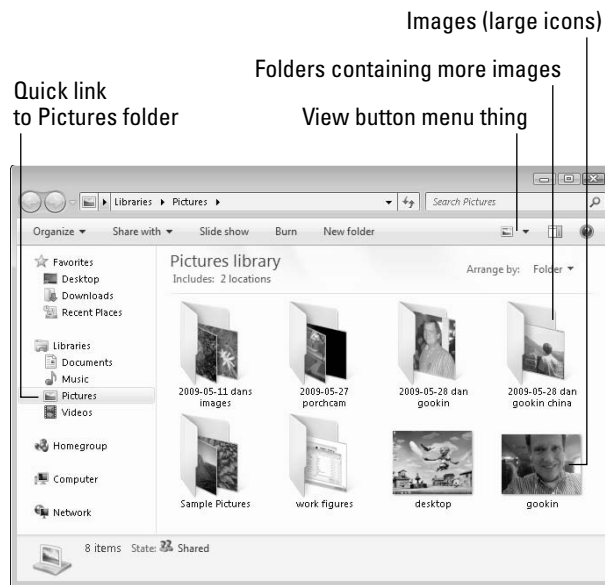 Images (large icons)
Folders containing more images
Quick link
to Pictures folder
View button menu thing
Libraries Pictures
Search Pictures
Organize Share with Slide show Burn New folder
Favorites
Desktop
Downloads
Recent Places
Libraries
Documents
Music
Pictures
Videos
Homegroup
Computer
Network
Pictures library
Includes: 2 locations
Arrange by: Folder
2009-05-11 dans
images
2009-05-27
porchcam
2009-05-28 dan
gookin
2009-05-28 dan
gookin china
Sample Pictures
work figures
desktop
gookin
8 items State: Shared